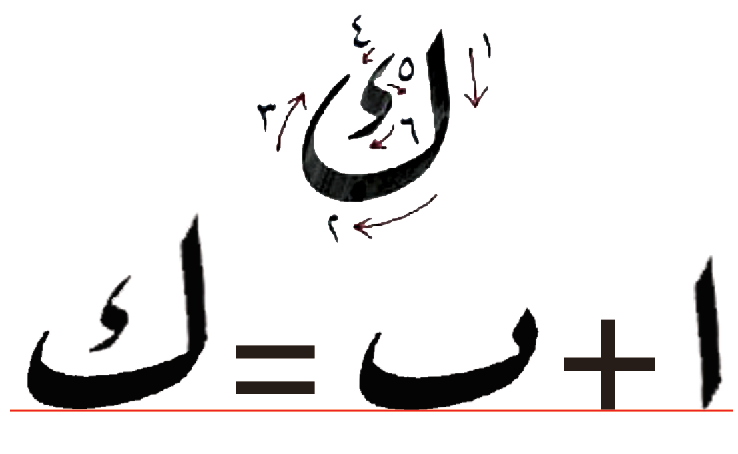 ك
١ ٢ ٣ ٤ ٥ ٦
ا + ٮ = ك